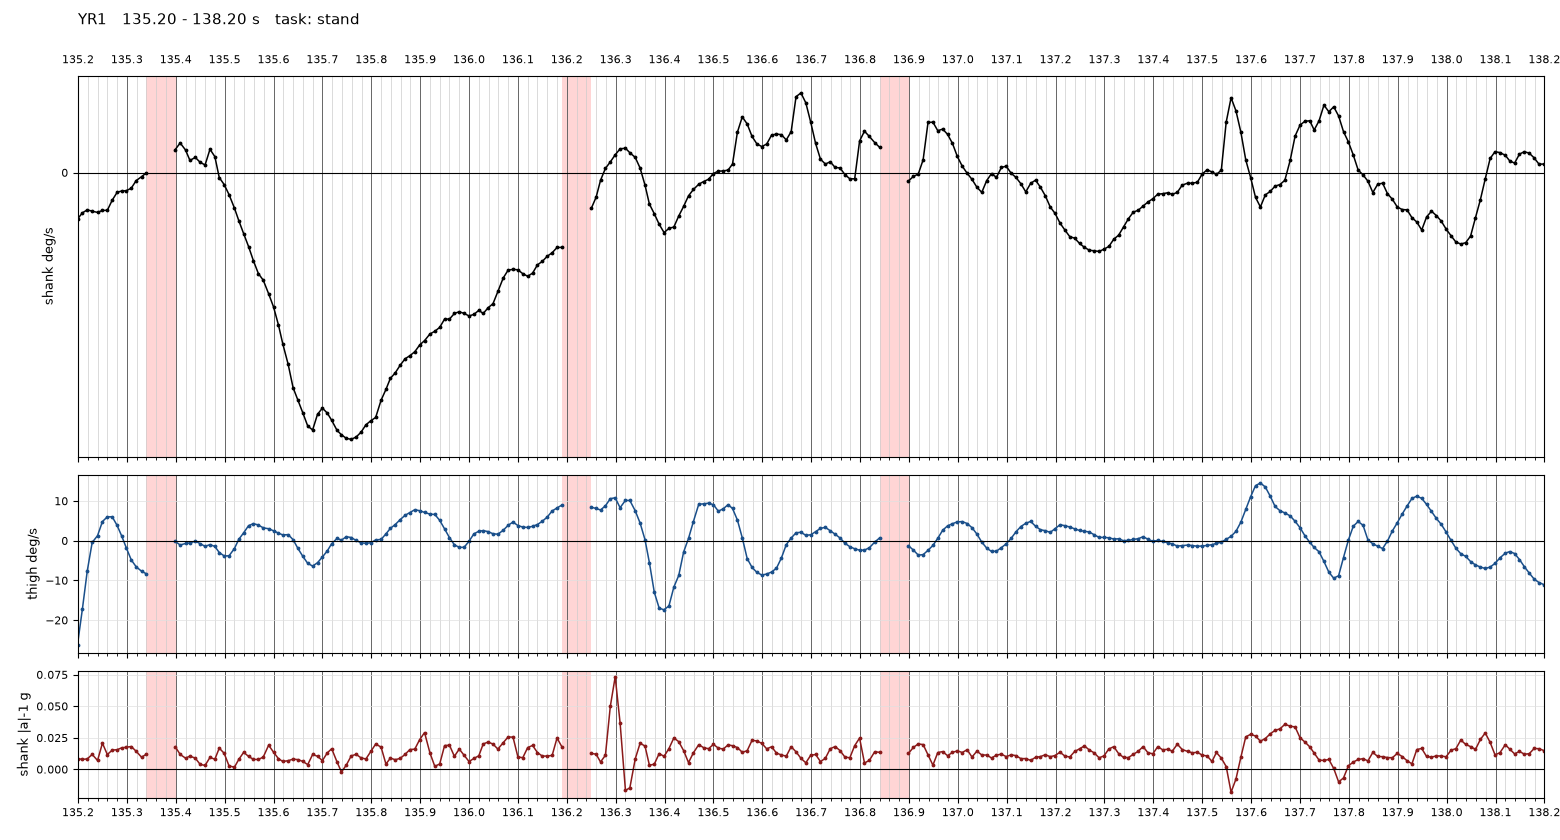 YR1   135.20 - 138.20 s   task: stand
135.2 135.3 135.4 135.5 135.6 135.7 135.8 135.9 136.0 136.1 136.2 136.3 136.4 136.5 136.6 136.7 136.8 136.9 137.0 137.1 137.2 137.3 137.4 137.5 137.6 137.7 137.8 137.9 138.0 138.1 138.2
shank deg/s
0
thigh deg/s
10
0
−10
−20
shank |a|-1 g
0.075
0.050
0.025
0.000
135.2 135.3 135.4 135.5 135.6 135.7 135.8 135.9 136.0 136.1 136.2 136.3 136.4 136.5 136.6 136.7 136.8 136.9 137.0 137.1 137.2 137.3 137.4 137.5 137.6 137.7 137.8 137.9 138.0 138.1 138.2